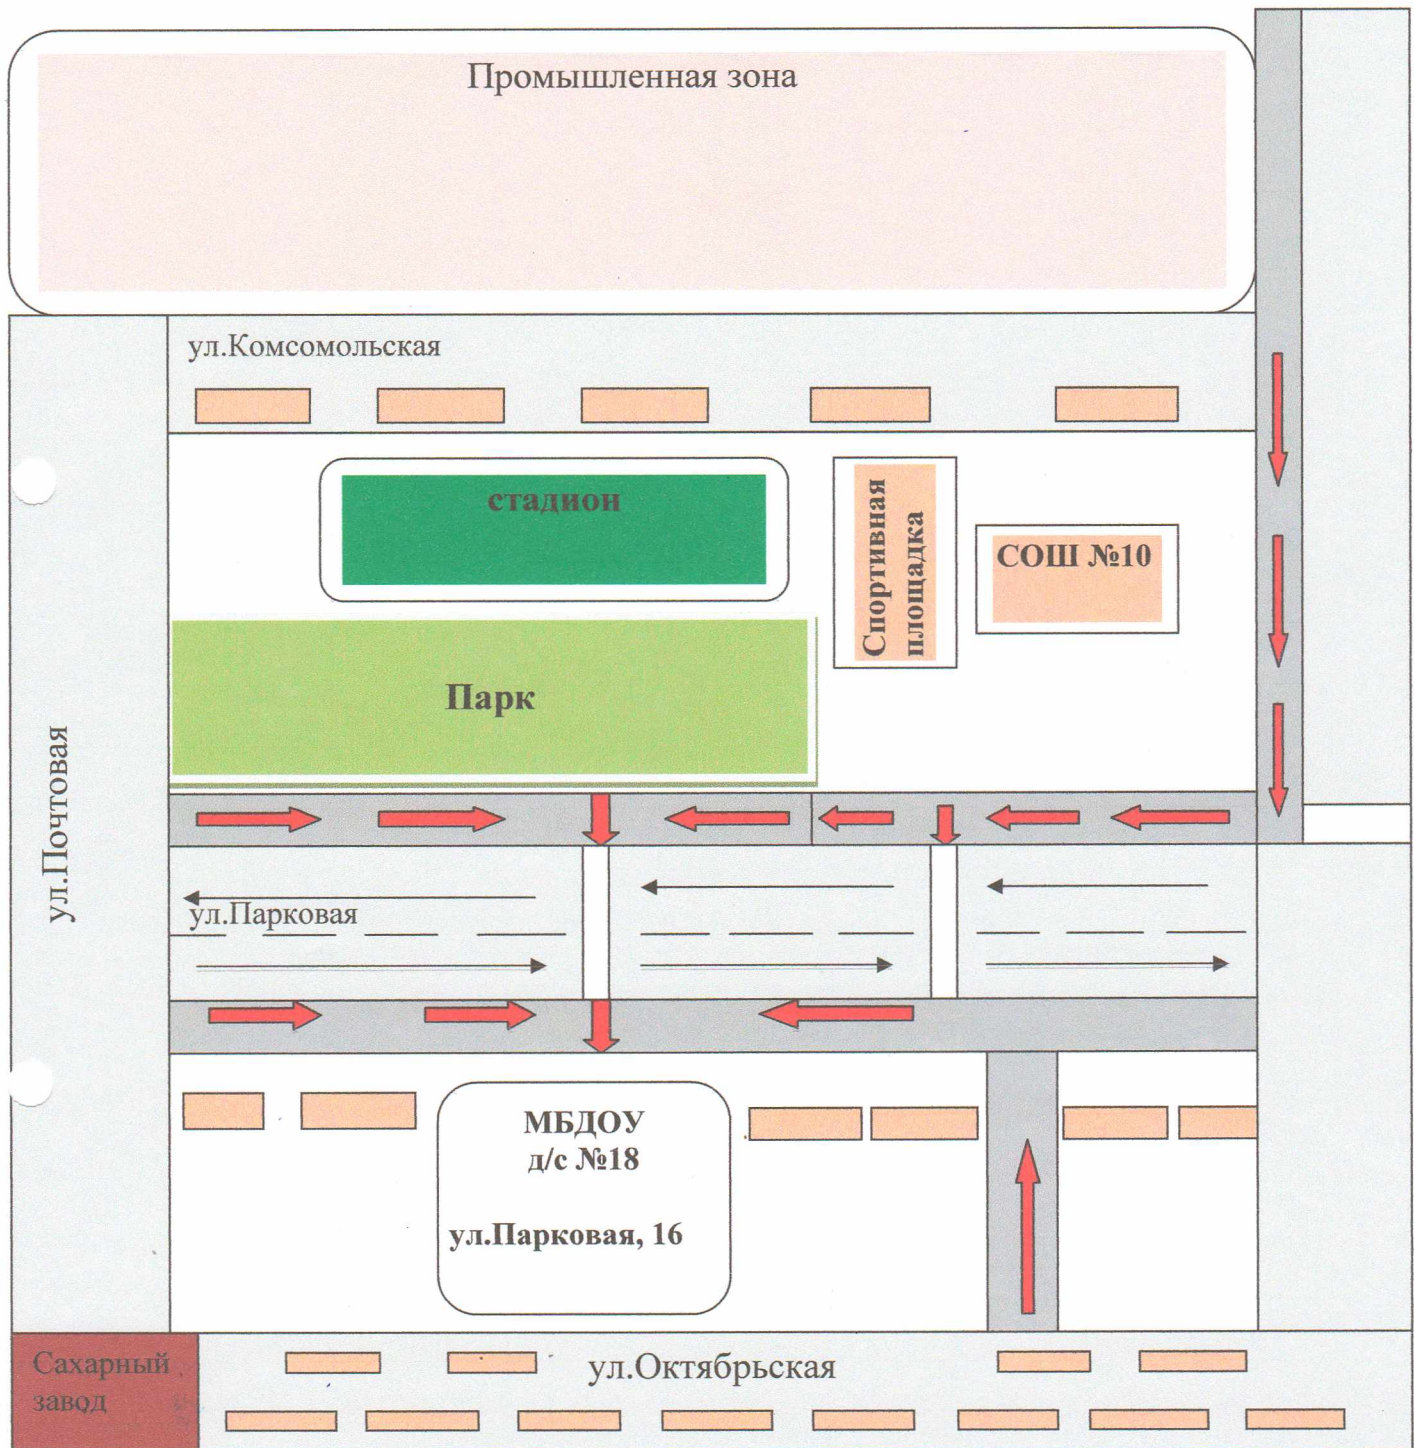 Промышленная зона
ул.Комсомольская
стадион
Спортивная
площадка
СОШ №10
Парк
ул.Почтовая
ул.Парковая
МБДОУ
д/с №18
ул.Парковая, 16
Сахарный
завод
ул.Октябрьская